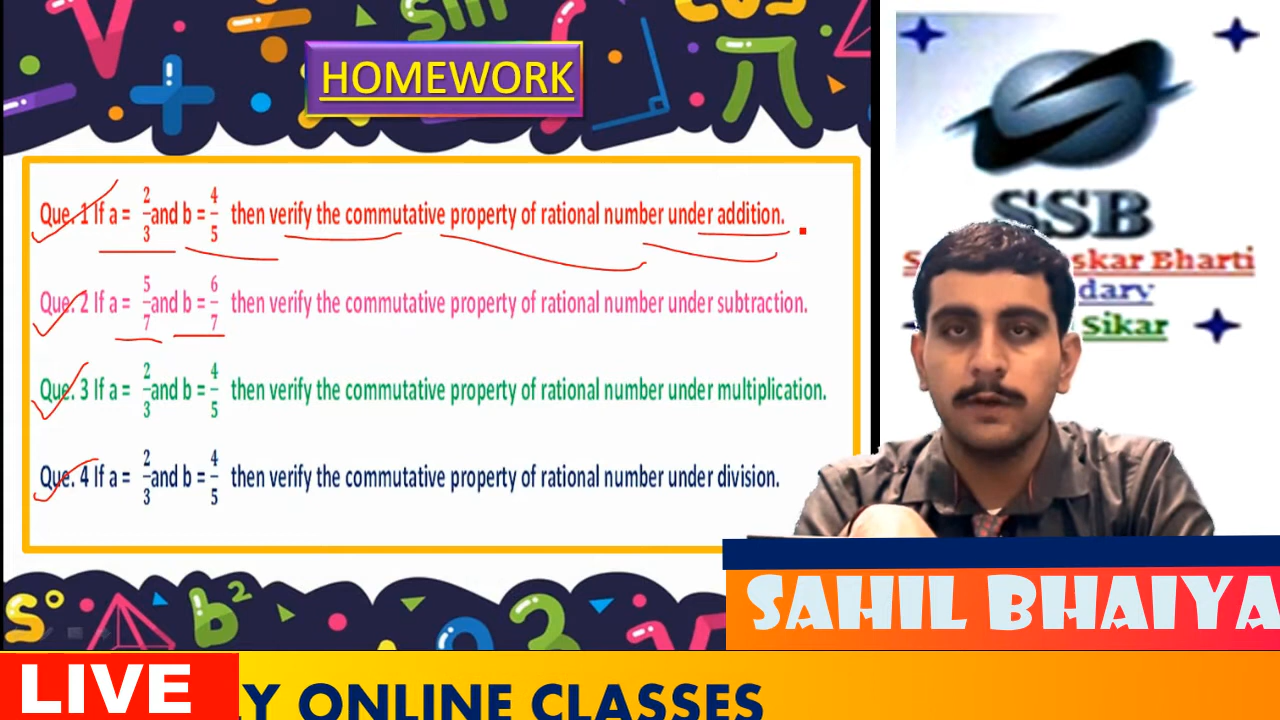 sin
cos
HOMEWORK
Que. 1 If a = 2/3 and b = 4/5 then verify the commutative property of rational number under addition.
Que. 2 If a = 5/7 and b = 6/7 then verify the commutative property of rational number under subtraction.
Que. 3 If a = 2/3 and b = 4/5 then verify the commutative property of rational number under multiplication.
Que. 4 If a = 2/3 and b = 4/5 then verify the commutative property of rational number under division.
SSB
Bharti
Sikar
SAHIL BHAIYA
LIVE
ONLINE CLASSES